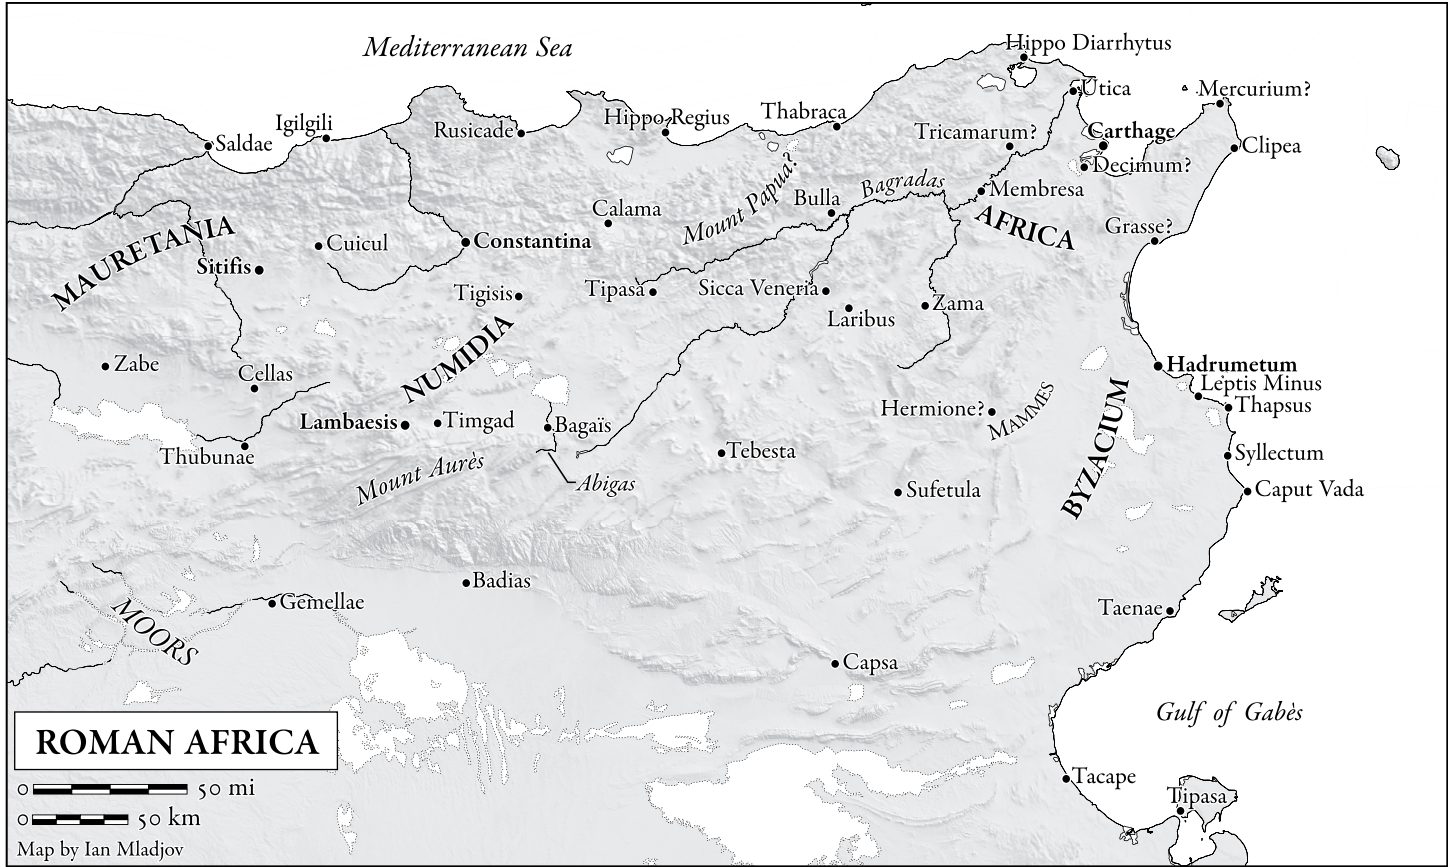 Mediterranean Sea
Hippo Diarrhytus
Utica
Mercurium?
Igilgili
Saldae
Rusicade
Hippo Regius
Thabraca
Tricamarum?
Carthage
Clipea
Decimum?
Mount Papua?
Bagradas
Membresa
Bulla
Calama
AFRICA
Grasse?
MAURETANIA
Cuicul
Constantina
Sitifis
Tigisis
Tipasa
Sicca Veneria
Laribus
Zama
NUMIDIA
Zabe
Cellas
Hadrumetum
Leptis Minus
Thapsus
Hermione?
MAMMES
BYZACIUM
Lambaesis
Timgad
Bagaïs
Thubunae
Mount Aurès
Abigas
Tebesta
Syllectum
Sufetula
Caput Vada
Badias
Gemellae
MOORS
Taenae
Capsa
Gulf of Gabès
Tacape
Tipasa
ROMAN AFRICA
0 50 mi
0 50 km
Map by Ian Mladjov